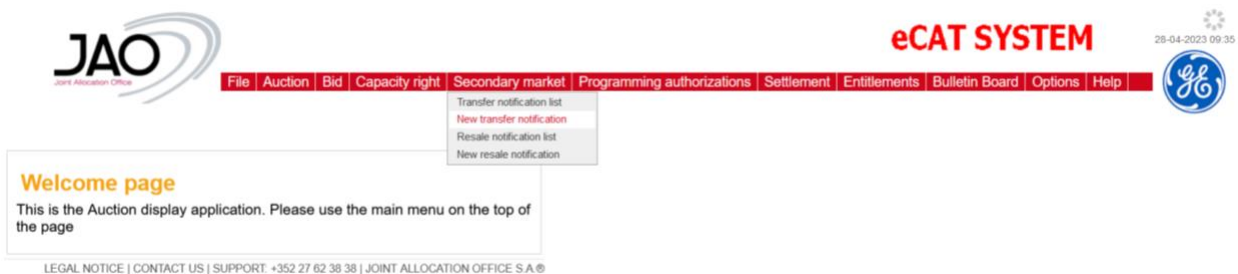 JAO
Joint Allocation Office
eCAT SYSTEM
28-04-2023 09:35
File | Auction | Bid | Capacity right | Secondary market | Programming authorizations | Settlement | Entitlements | Bulletin Board | Options | Help
Transfer notification list
New transfer notification
Resale notification list
New resale notification
Welcome page
This is the Auction display application. Please use the main menu on the top of
the page
LEGAL NOTICE | CONTACT US | SUPPORT: +352 27 62 38 38 | JOINT ALLOCATION OFFICE S.A.®